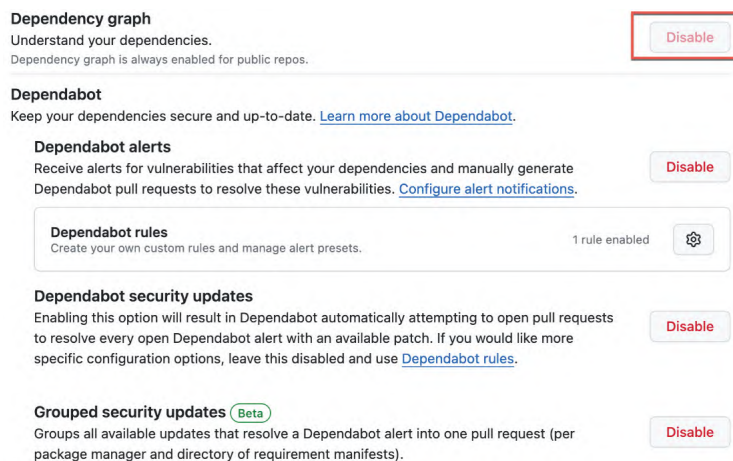 Dependency graph
Understand your dependencies.
Disable
Dependency graph is always enabled for public repos.
Dependabot
Keep your dependencies secure and up-to-date. Learn more about Dependabot.
Dependabot alerts
Receive alerts for vulnerabilities that affect your dependencies and manually generate
Dependabot pull requests to resolve these vulnerabilities. Configure alert notifications.
Disable
Dependabot rules
Create your own custom rules and manage alert presets.
1 rule enabled
Dependabot security updates
Enabling this option will result in Dependabot automatically attempting to open pull requests
to resolve every open Dependabot alert with an available patch. If you would like more
specific configuration options, leave this disabled and use Dependabot rules.
Disable
Grouped security updates Beta
Groups all available updates that resolve a Dependabot alert into one pull request (per
package manager and directory of requirement manifests).
Disable